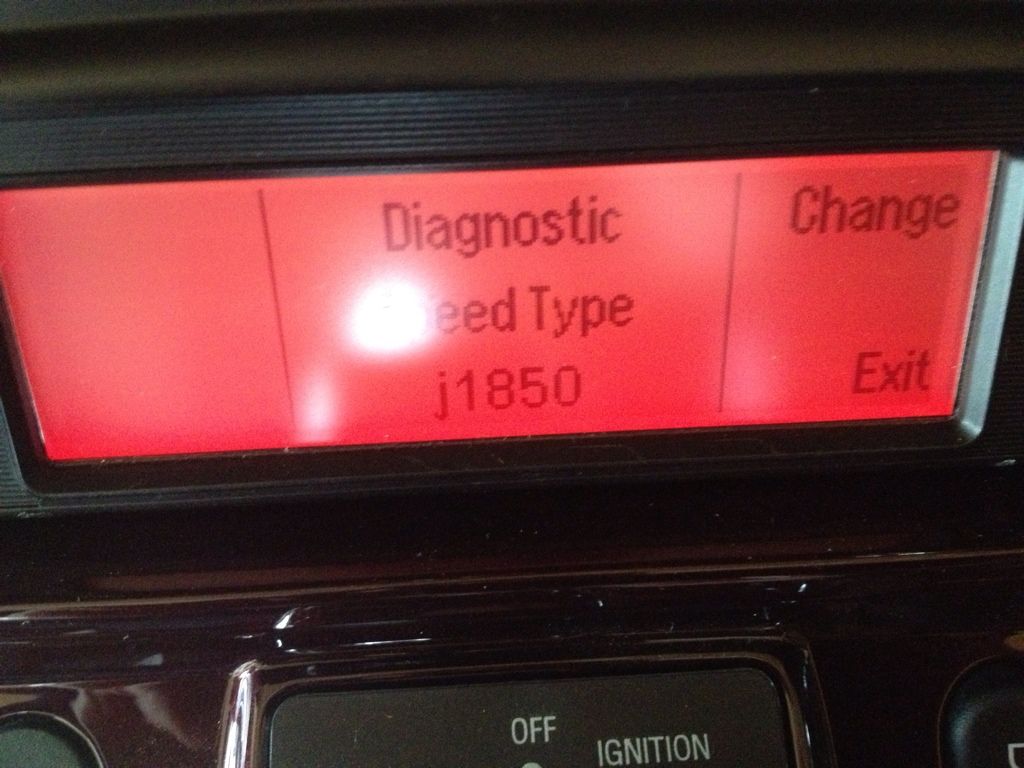 Diagnostic
Change
Type
j1850
Exit
OFF
IGNITION